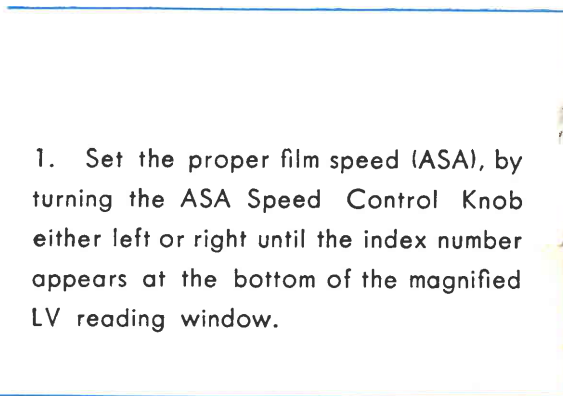 1. Set the proper film speed (ASA), by
turning the ASA Speed Control Knob
either left or right until the index number
appears at the bottom of the magnified
LV reading window.